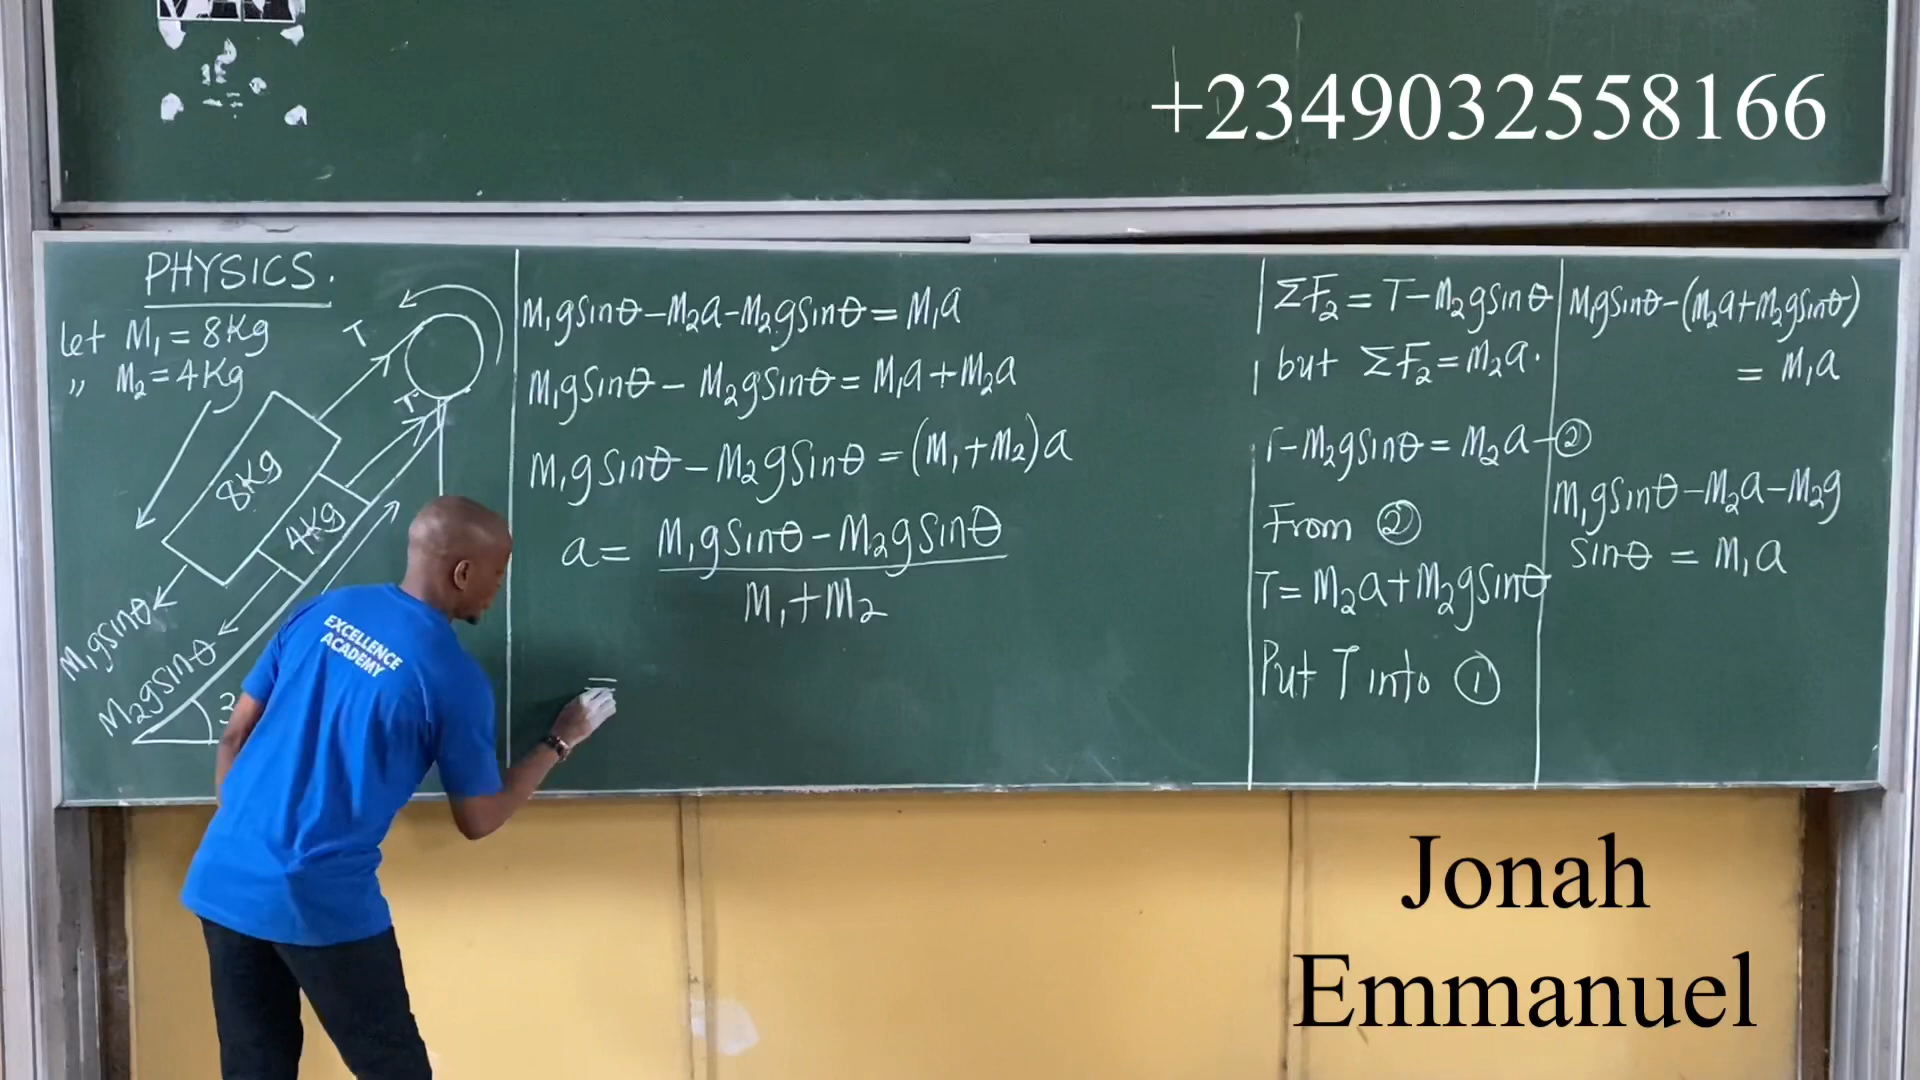 +2349032558166
PHYSICS.
let M₁ = 8Kg
" M₂ = 4Kg
T
T
8Kg
4Kg
M₁gsinθ
M₂gsinθ
3
M₁gsinθ-M₂a-M₂gsinθ = M₁a
M₁gsinθ - M₂gsinθ = M₁a+M₂a
M₁gsinθ - M₂gsinθ = (M₁+M₂)a
a = M₁gsinθ - M₂gsinθ
M₁+M₂
=
ΣF₂ = T-M₂gsinθ
but ΣF₂ = M₂a.
T-M₂gsinθ = M₂a-②
From ②
T = M₂a+M₂gsinθ
Put T into ①
M₁gsinθ-(M₂a+M₂gsinθ)
= M₁a
M₁gsinθ-M₂a-M₂g
sinθ = M₁a
EXCELLENCE
ACADEMY
Jonah
Emmanuel